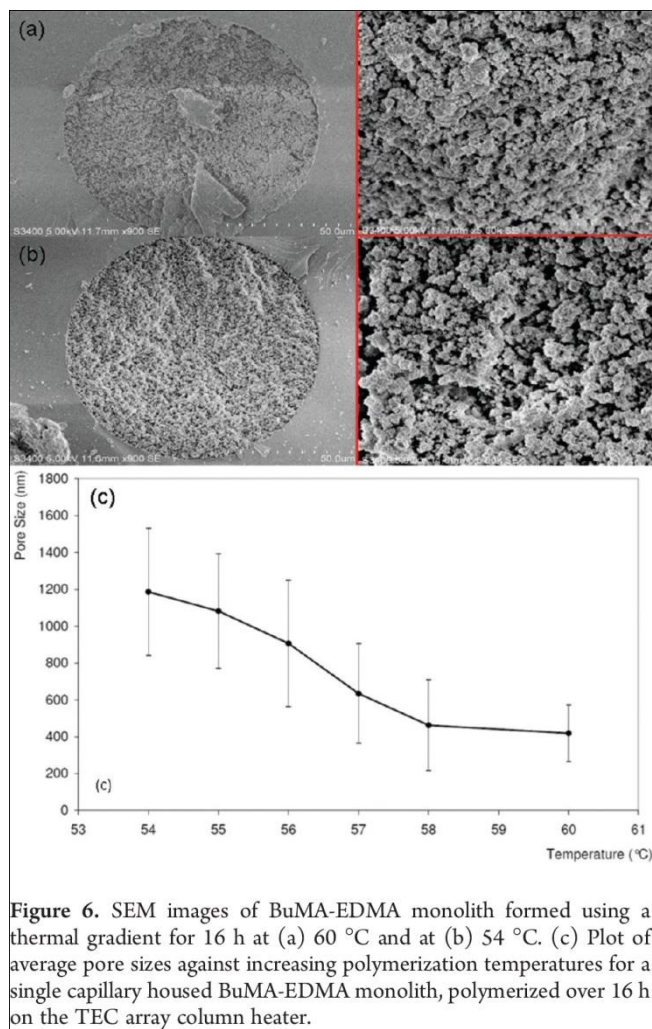 (a)
S3400 5.00kV 11.7mm x900 SE
50.0um
(b)
S3400 5.00kV 11.6mm x900 SE
50.0um
Pore Size (nm)
1800
1600
1400
1200
1000
800
600
400
200
0
(c)
(c)
53 54 55 56 57 58 59 60 61
Temperature (°C)
Figure 6. SEM images of BuMA-EDMA monolith formed using a
thermal gradient for 16 h at (a) 60 °C and at (b) 54 °C. (c) Plot of
average pore sizes against increasing polymerization temperatures for a
single capillary housed BuMA-EDMA monolith, polymerized over 16 h
on the TEC array column heater.